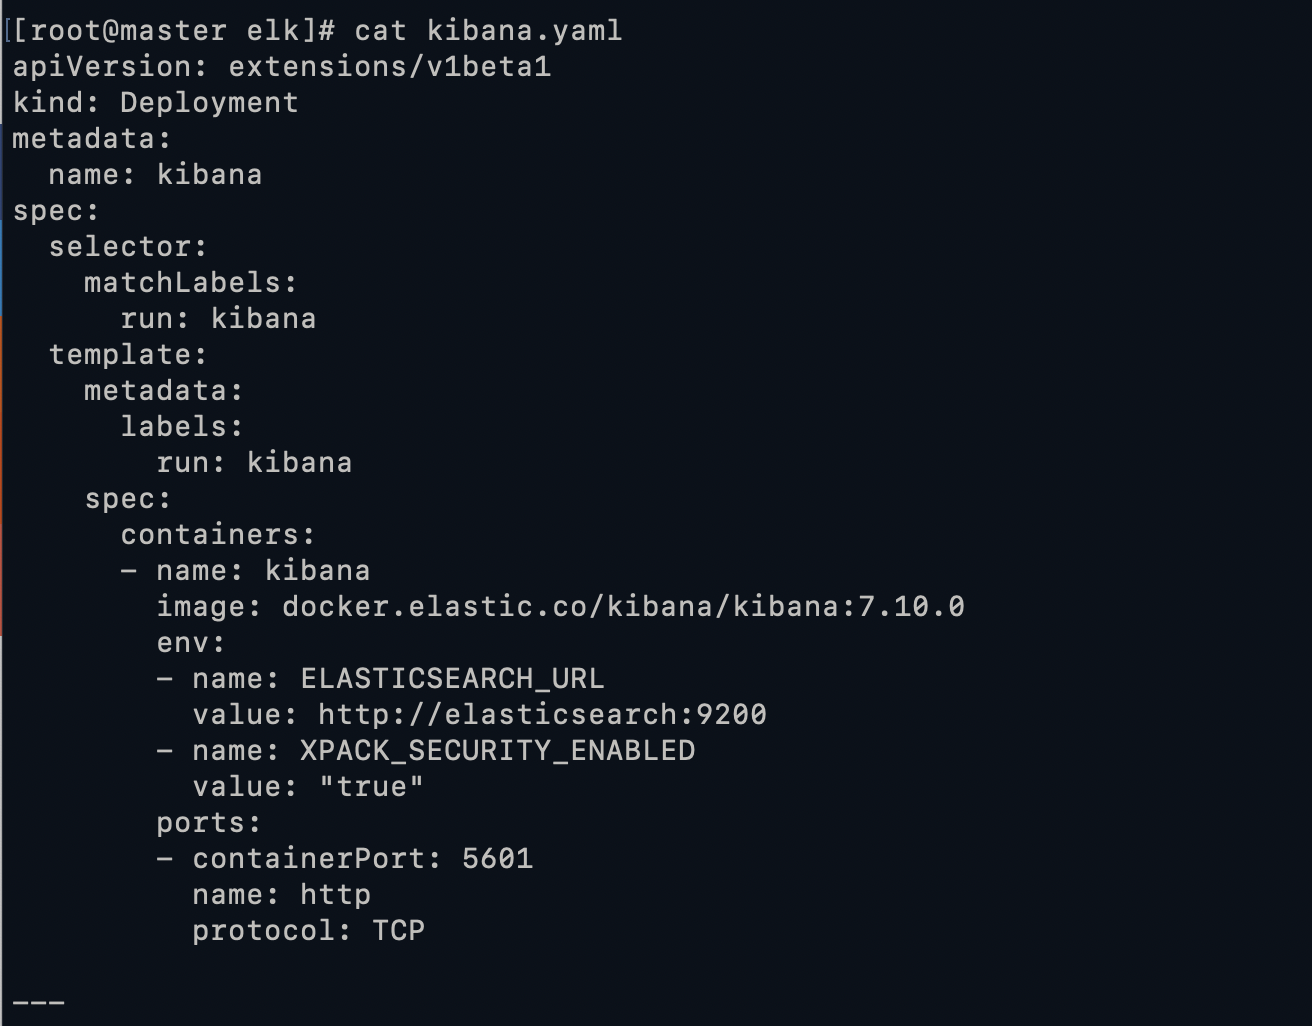 [[root@master elk]# cat kibana.yaml
apiVersion: extensions/v1beta1
kind: Deployment
metadata:
  name: kibana
spec:
  selector:
    matchLabels:
      run: kibana
  template:
    metadata:
      labels:
        run: kibana
    spec:
      containers:
      - name: kibana
        image: docker.elastic.co/kibana/kibana:7.10.0
        env:
        - name: ELASTICSEARCH_URL
          value: http://elasticsearch:9200
        - name: XPACK_SECURITY_ENABLED
          value: "true"
        ports:
        - containerPort: 5601
          name: http
          protocol: TCP

---